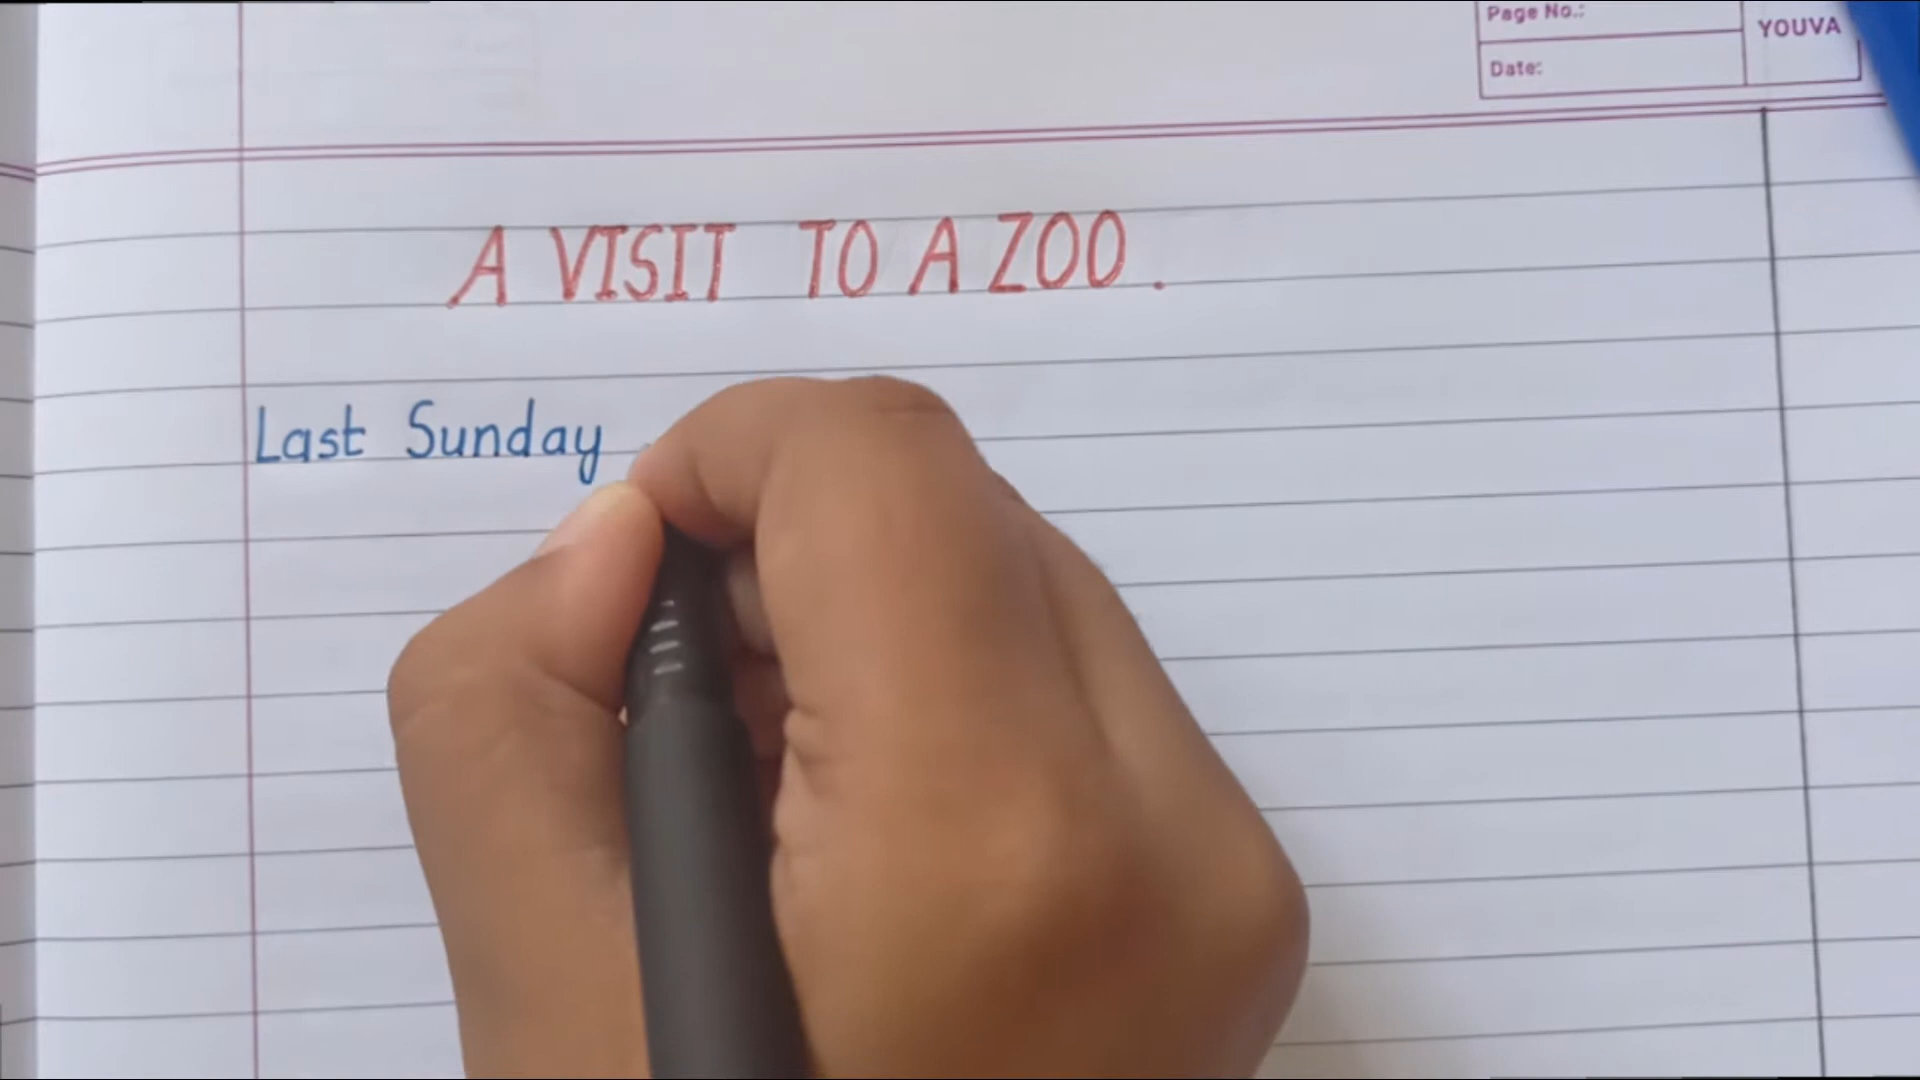 Page No.:
YOUVA
Date:
A VISIT TO A ZOO.
Last Sunday